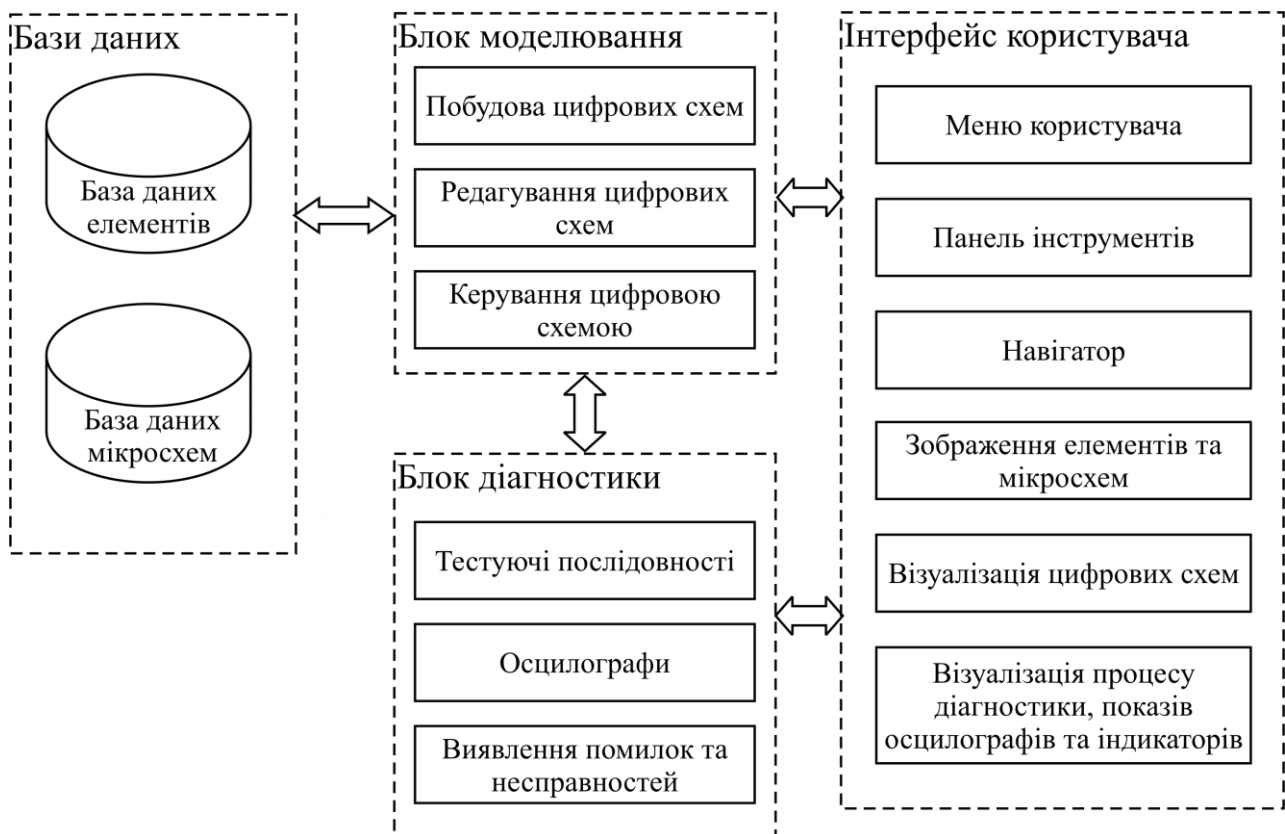 Бази даних
База даних
елементів
База даних
мікросхем
Блок моделювання
Побудова цифрових схем
Редагування цифрових
схем
Керування цифровою
схемою
Блок діагностики
Тестуючі послідовності
Осцилографи
Виявлення помилок та
несправностей
Інтерфейс користувача
Меню користувача
Панель інструментів
Навігатор
Зображення елементів та
мікросхем
Візуалізація цифрових схем
Візуалізація процесу
діагностики, показів
осцилографів та індикаторів